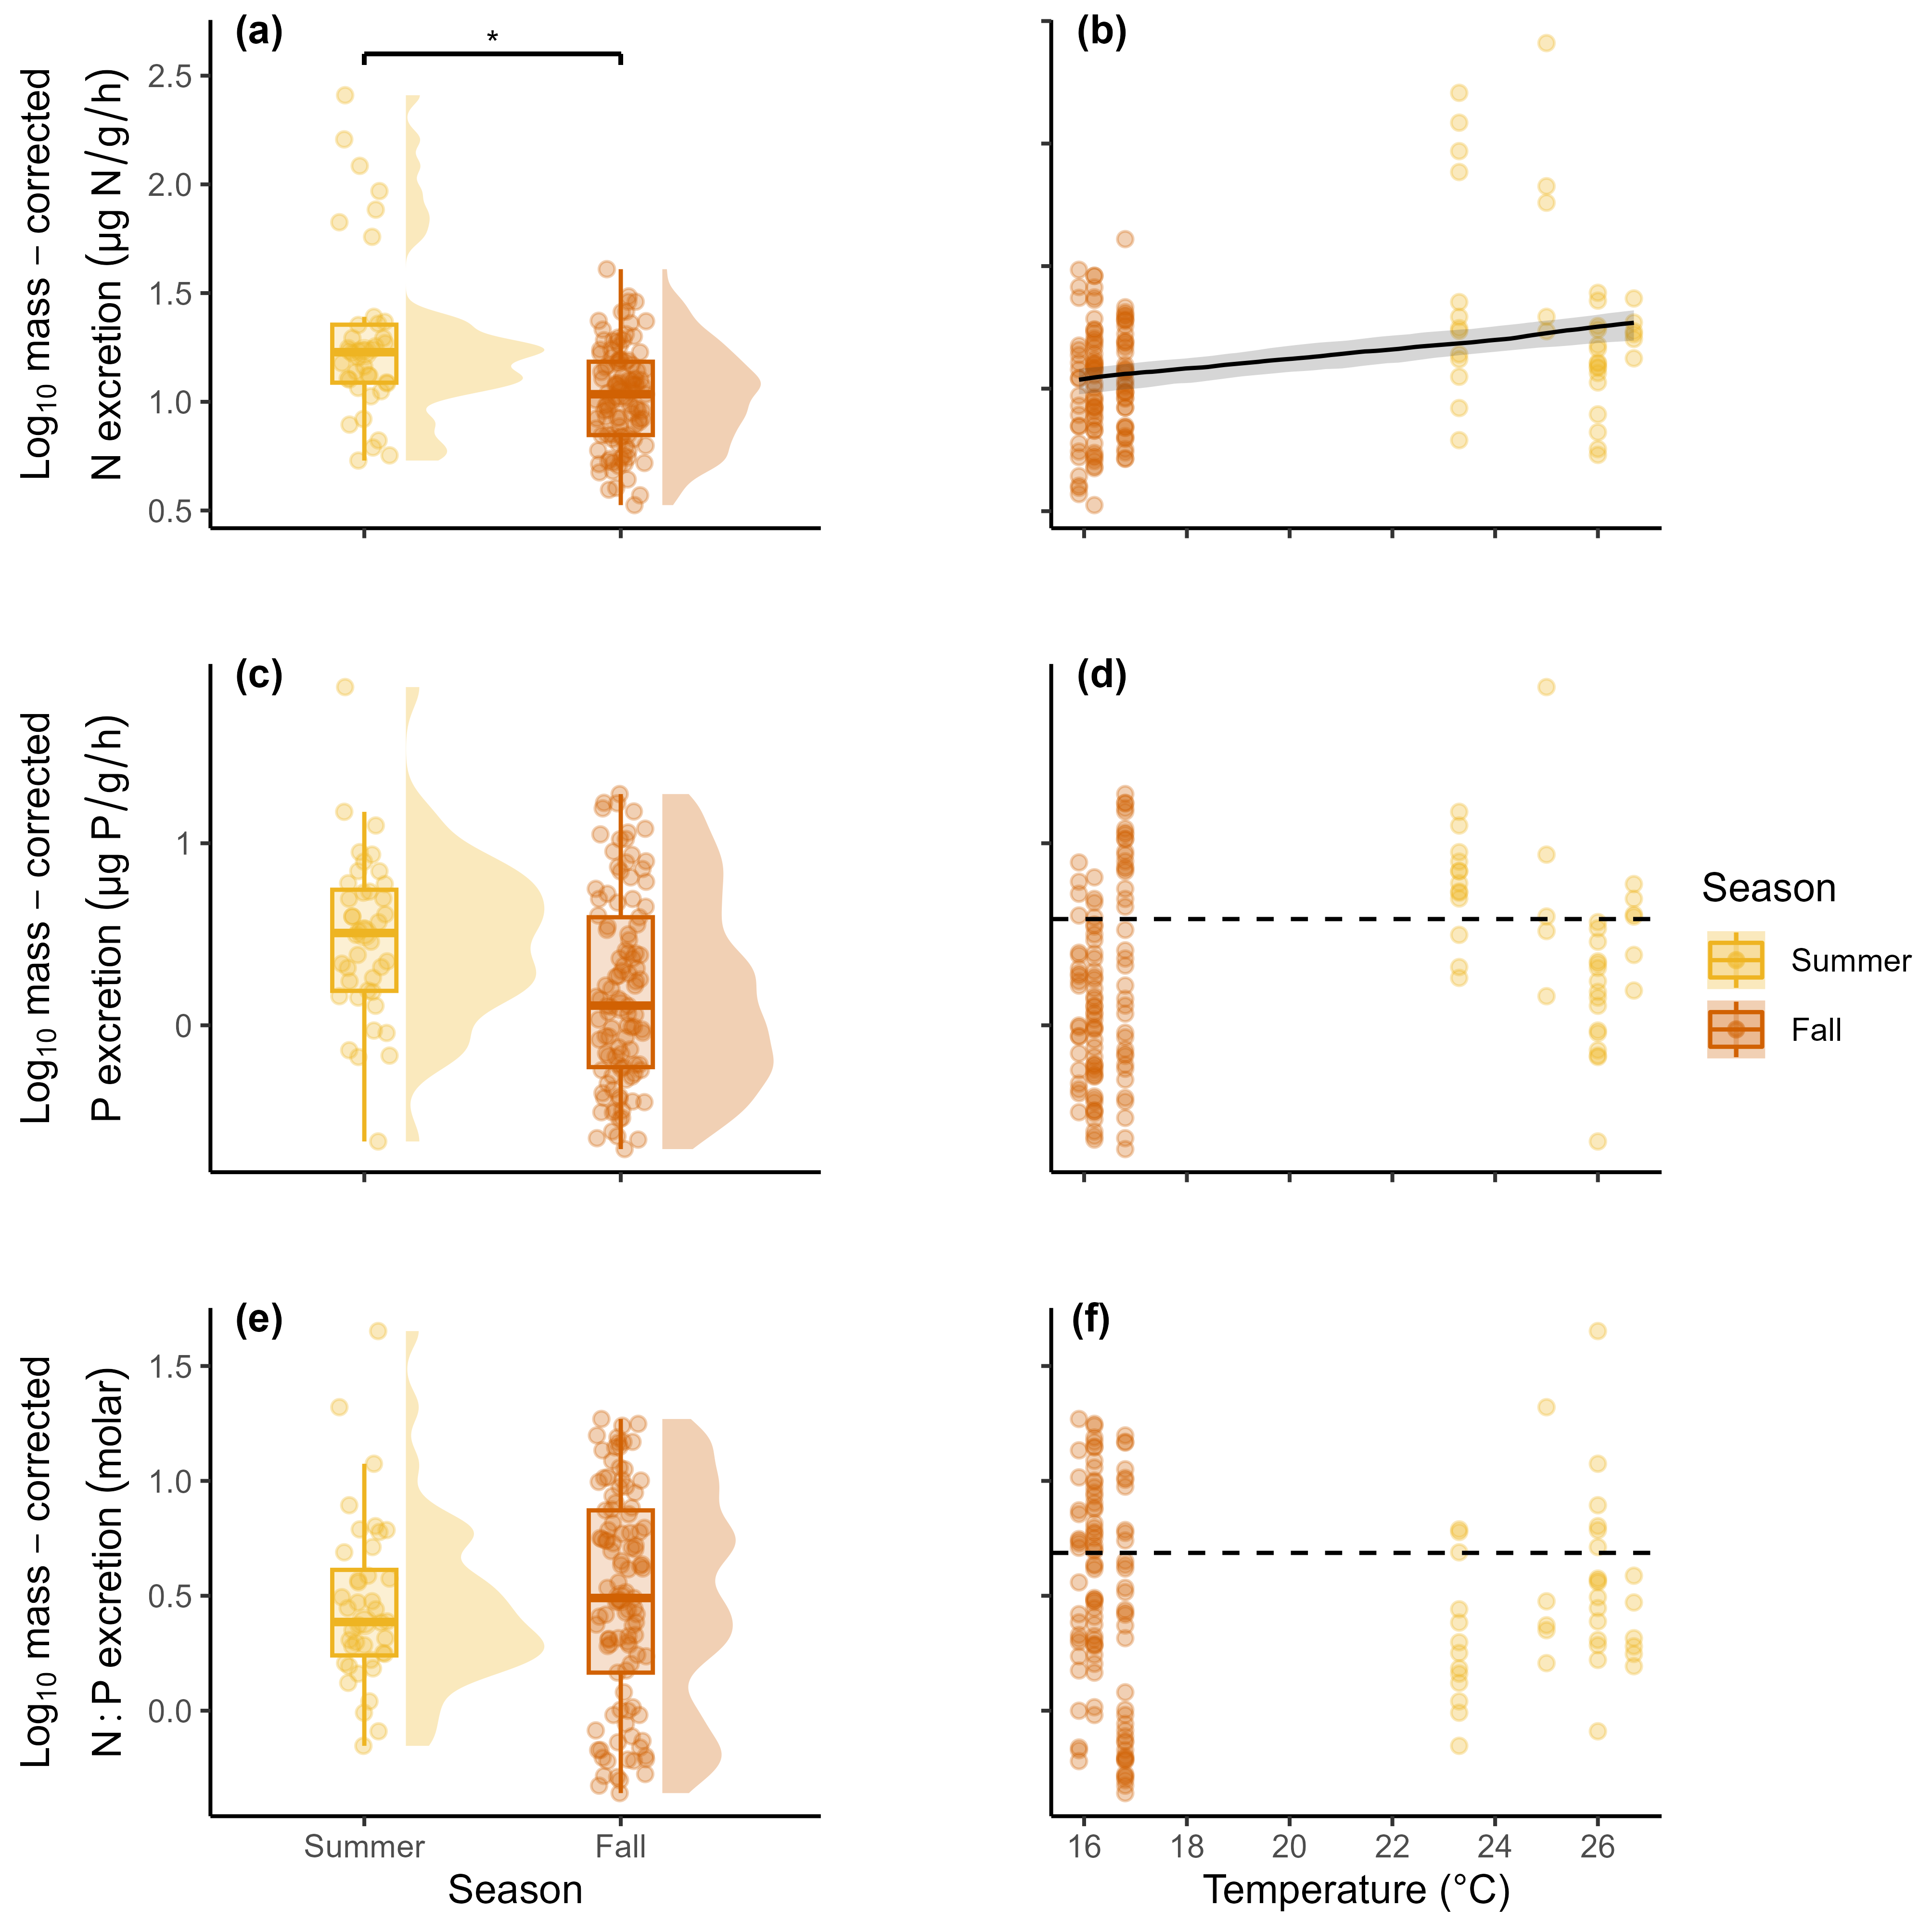 (a)
*
(b)
Log10 mass – corrected
N excretion (μg N/g/h)
2.5
2.0
1.5
1.0
0.5
(c)
(d)
Log10 mass – corrected
P excretion (μg P/g/h)
1
0
Season
Summer
Fall
(e)
(f)
Log10 mass – corrected
N:P excretion (molar)
1.5
1.0
0.5
0.0
Summer Fall
16 18 20 22 24 26
Season
Temperature (°C)